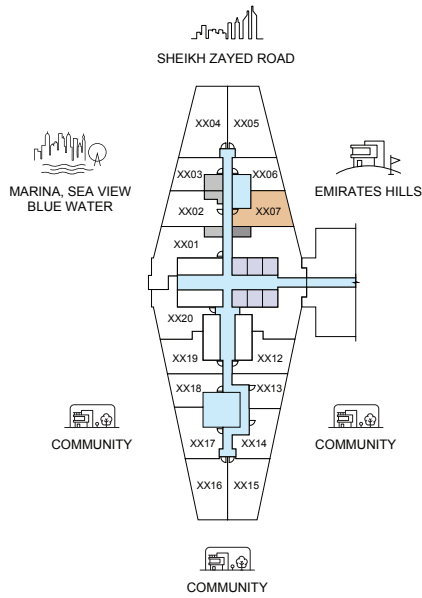 SHEIKH ZAYED ROAD
XX04 XX05
MARINA, SEA VIEW
BLUE WATER
XX03 XX06
EMIRATES HILLS
XX02 XX07
XX01
XX20
XX19 XX12
XX18 XX13
COMMUNITY
COMMUNITY
XX17 XX14
XX16 XX15
COMMUNITY